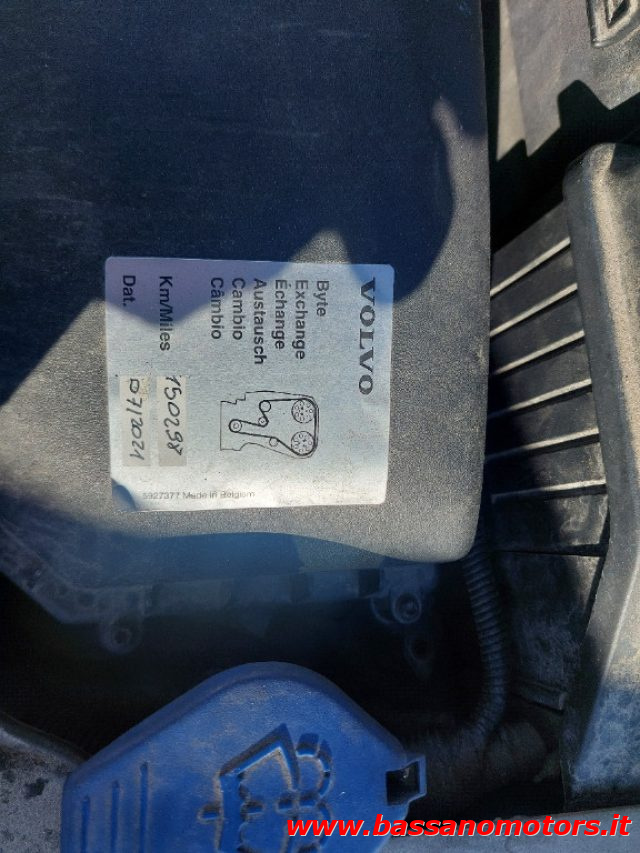 VOLVO
Byte
Exchange
Échange
Austausch
Cambio
Câmbio
Km/Miles 150298
Dat. 07/2021
5927377 Made in Belgium
www.bassanomotors.it